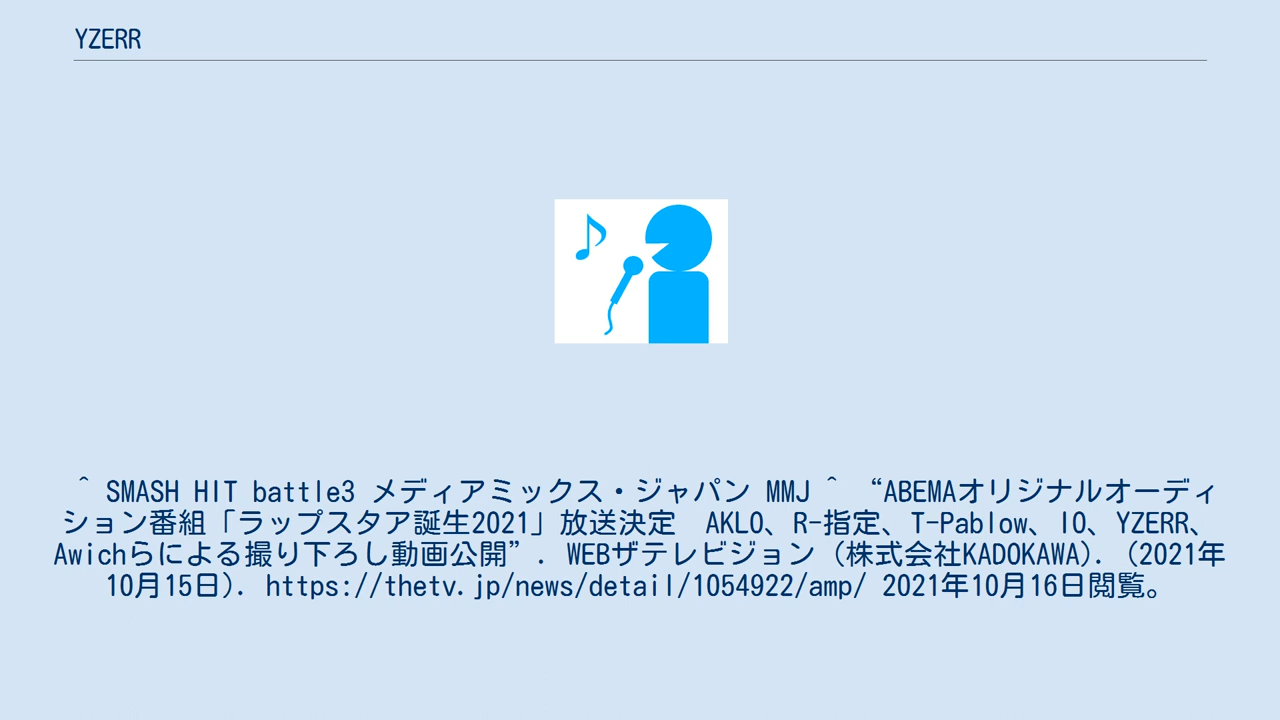 YZERR
^ SMASH HIT battle3 メディアミックス・ジャパン MMJ ^ “ABEMAオリジナルオーディ
ション番組「ラップスタア誕生2021」放送決定　AKLO、R-指定、T-Pablow、IO、YZERR、
Awichらによる撮り下ろし動画公開”. WEBザテレビジョン (株式会社KADOKAWA). (2021年
10月15日). https://thetv.jp/news/detail/1054922/amp/ 2021年10月16日閲覧。